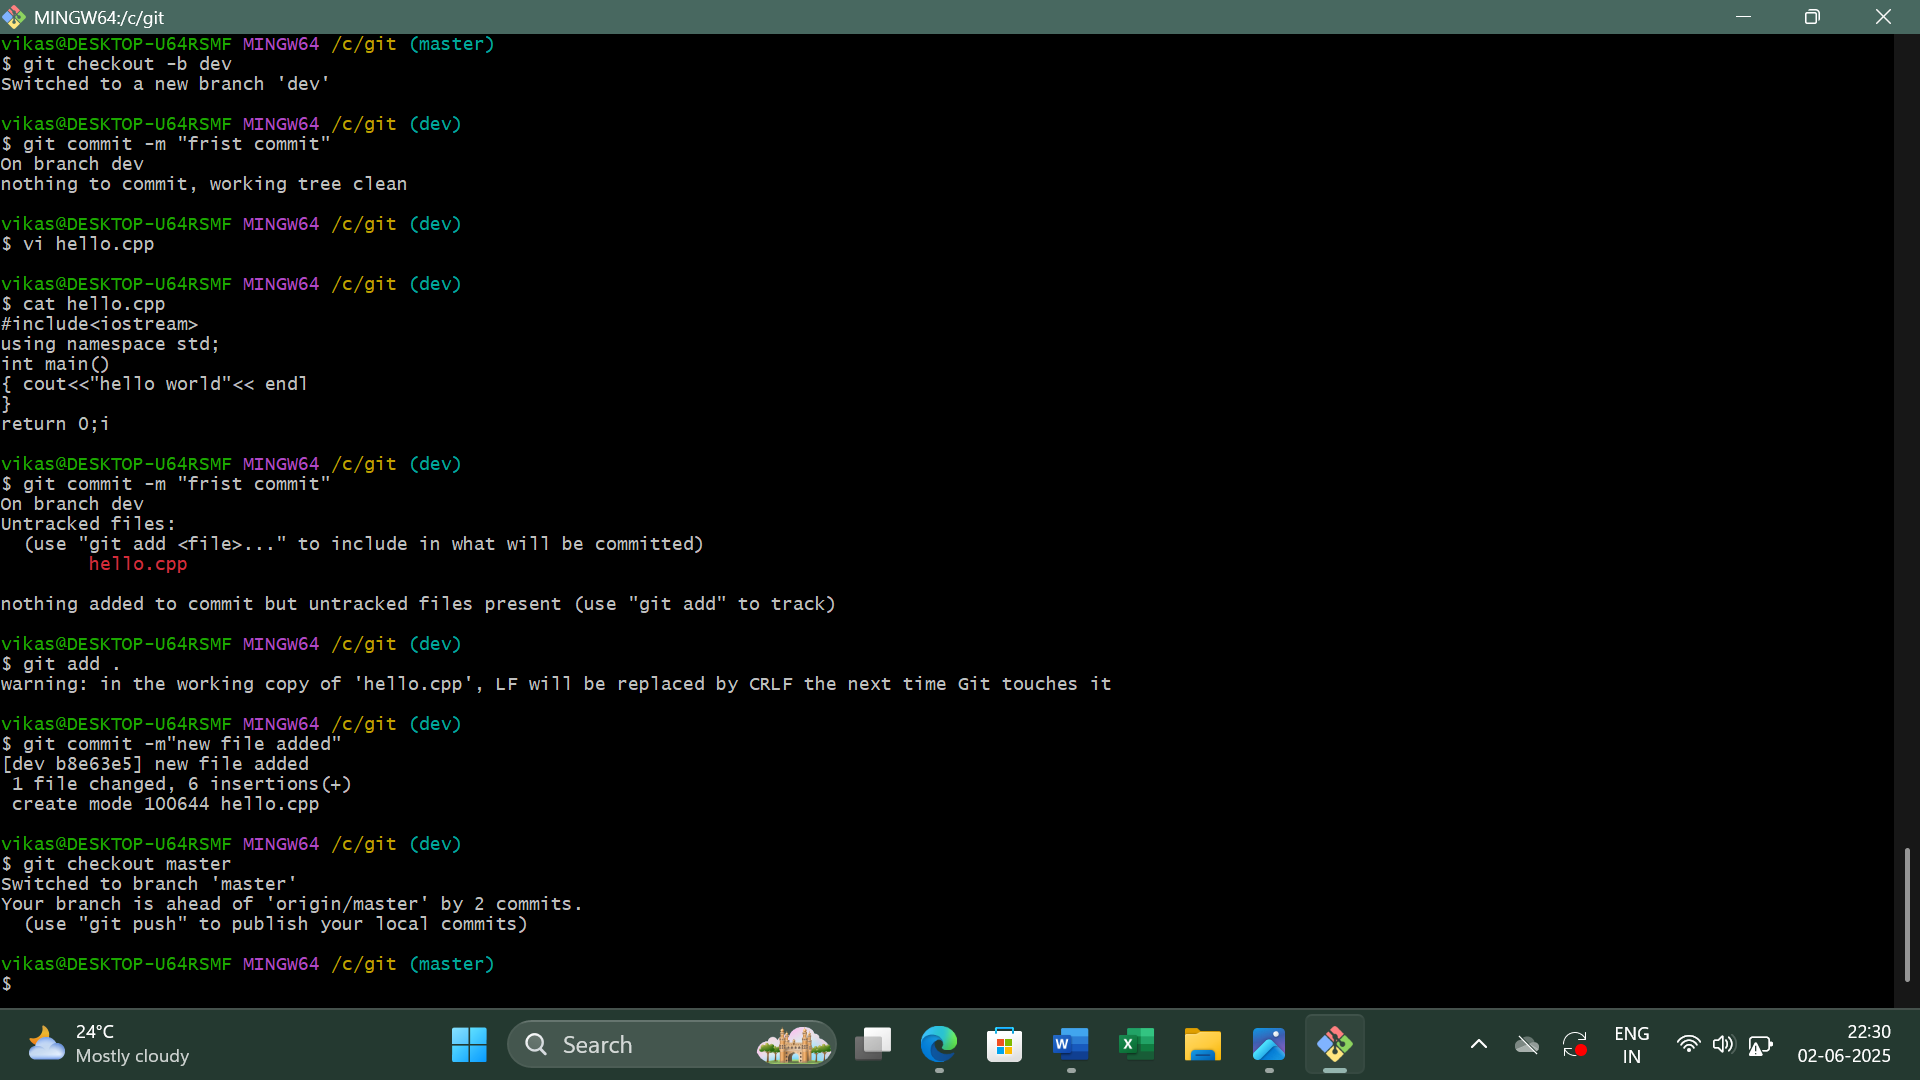 MINGW64:/c/git
vikas@DESKTOP-U64RSMF MINGW64 /c/git (master)
$ git checkout -b dev
Switched to a new branch 'dev'
vikas@DESKTOP-U64RSMF MINGW64 /c/git (dev)
$ git commit -m "frist commit"
On branch dev
nothing to commit, working tree clean
vikas@DESKTOP-U64RSMF MINGW64 /c/git (dev)
$ vi hello.cpp
vikas@DESKTOP-U64RSMF MINGW64 /c/git (dev)
$ cat hello.cpp
#include<iostream>
using namespace std;
int main()
{ cout<<"hello world"<< endl
}
return 0;i
vikas@DESKTOP-U64RSMF MINGW64 /c/git (dev)
$ git commit -m "frist commit"
On branch dev
Untracked files:
  (use "git add <file>..." to include in what will be committed)
        hello.cpp
nothing added to commit but untracked files present (use "git add" to track)
vikas@DESKTOP-U64RSMF MINGW64 /c/git (dev)
$ git add .
warning: in the working copy of 'hello.cpp', LF will be replaced by CRLF the next time Git touches it
vikas@DESKTOP-U64RSMF MINGW64 /c/git (dev)
$ git commit -m"new file added"
[dev b8e63e5] new file added
 1 file changed, 6 insertions(+)
 create mode 100644 hello.cpp
vikas@DESKTOP-U64RSMF MINGW64 /c/git (dev)
$ git checkout master
Switched to branch 'master'
Your branch is ahead of 'origin/master' by 2 commits.
  (use "git push" to publish your local commits)
vikas@DESKTOP-U64RSMF MINGW64 /c/git (master)
$
24°C
Mostly cloudy
Search
ENG
IN
22:30
02-06-2025